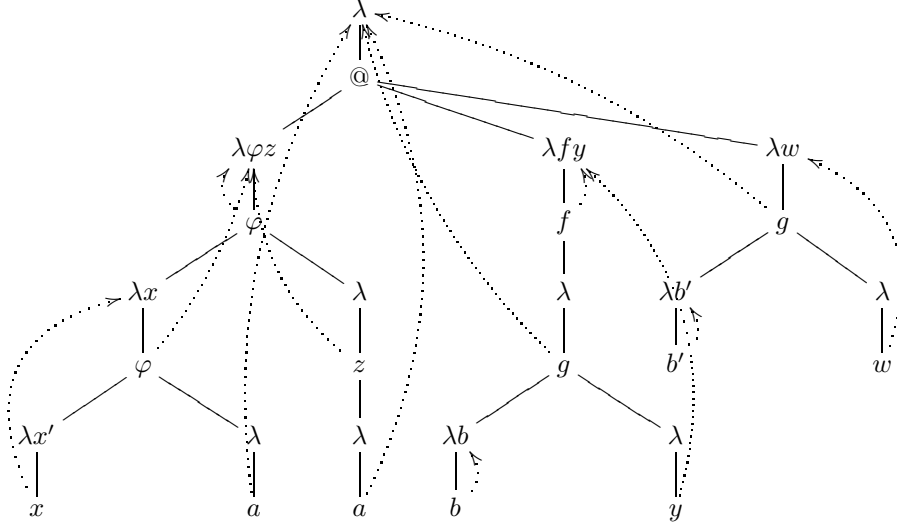 λ
@
λφz λfy λw
φ f g
λx λ λ λb′ λ
φ z g b′ w
λx′ λ λ λb λ
x a a b y